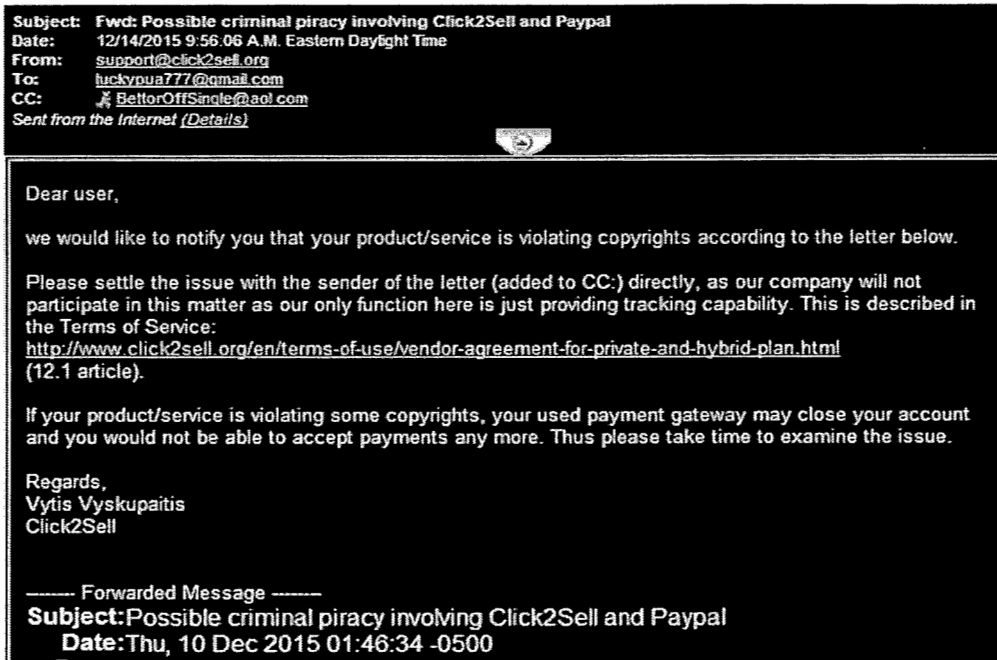 Subject: Fwd: Possible criminal piracy involving Click2Sell and Paypal
Date: 12/14/2015 9:56:06 A.M. Eastern Daylight Time
From: support@click2sell.org
To: luckypua777@gmail.com
CC: BettorOffSingle@aol.com
Sent from the Internet (Details)
Dear user,
we would like to notify you that your product/service is violating copyrights according to the letter below.
Please settle the issue with the sender of the letter (added to CC:) directly, as our company will not
participate in this matter as our only function here is just providing tracking capability. This is described in
the Terms of Service:
http://www.click2sell.org/en/terms-of-use/vendor-agreement-for-private-and-hybrid-plan.html
(12.1 article).
If your product/service is violating some copyrights, your used payment gateway may close your account
and you would not be able to accept payments any more. Thus please take time to examine the issue.
Regards,
Vytis Vyskupaitis
Click2Sell
-------- Forwarded Message --------
Subject:Possible criminal piracy involving Click2Sell and Paypal
Date:Thu, 10 Dec 2015 01:46:34 -0500